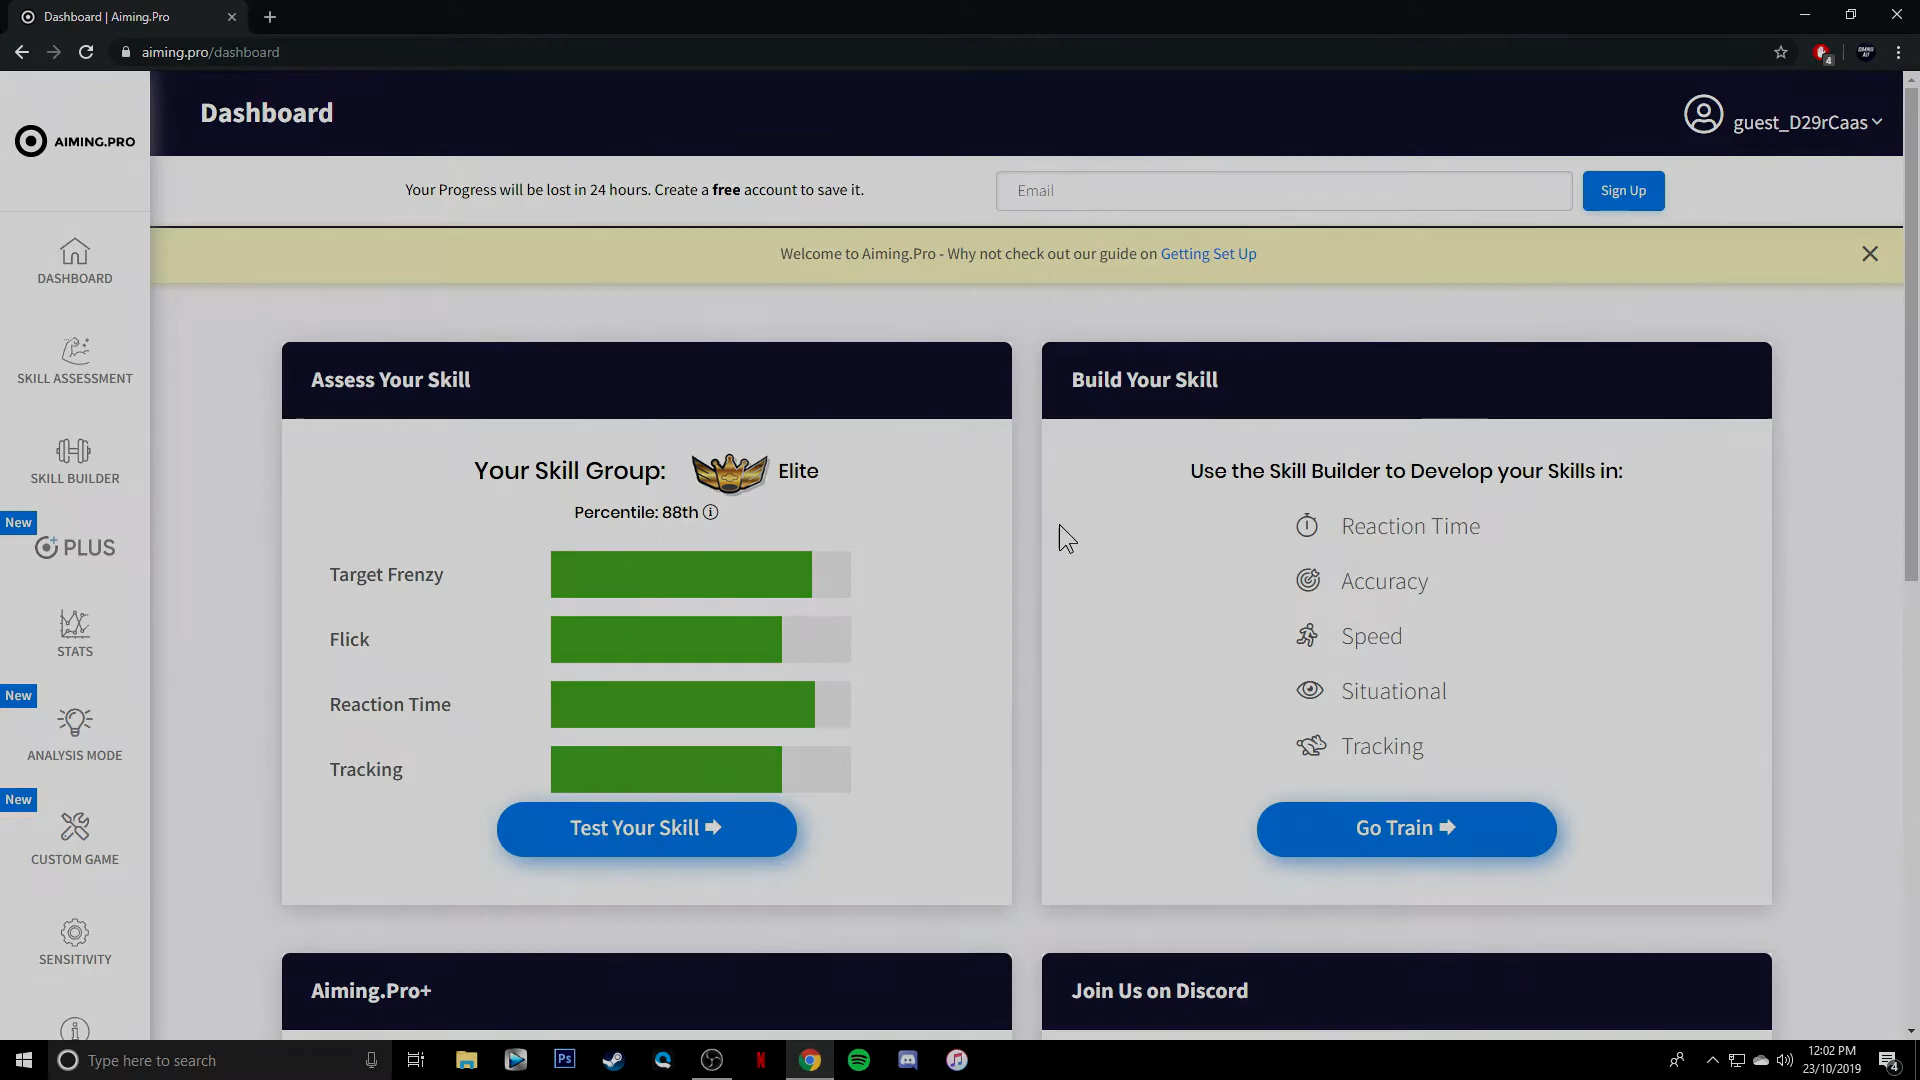 Dashboard | Aiming.Pro
aiming.pro/dashboard
4
AIMING.PRO
Dashboard
guest_D29rCaas
Your Progress will be lost in 24 hours. Create a free account to save it.
Email
Sign Up
Welcome to Aiming.Pro - Why not check out our guide on Getting Set Up
DASHBOARD
SKILL ASSESSMENT
SKILL BUILDER
New
PLUS
STATS
New
ANALYSIS MODE
New
CUSTOM GAME
SENSITIVITY
Assess Your Skill
Your Skill Group: Elite
Percentile: 88th
Target Frenzy
Flick
Reaction Time
Tracking
Test Your Skill
Build Your Skill
Use the Skill Builder to Develop your Skills in:
Reaction Time
Accuracy
Speed
Situational
Tracking
Go Train
Aiming.Pro+
Join Us on Discord
Type here to search
Ps
12:02 PM
23/10/2019
4